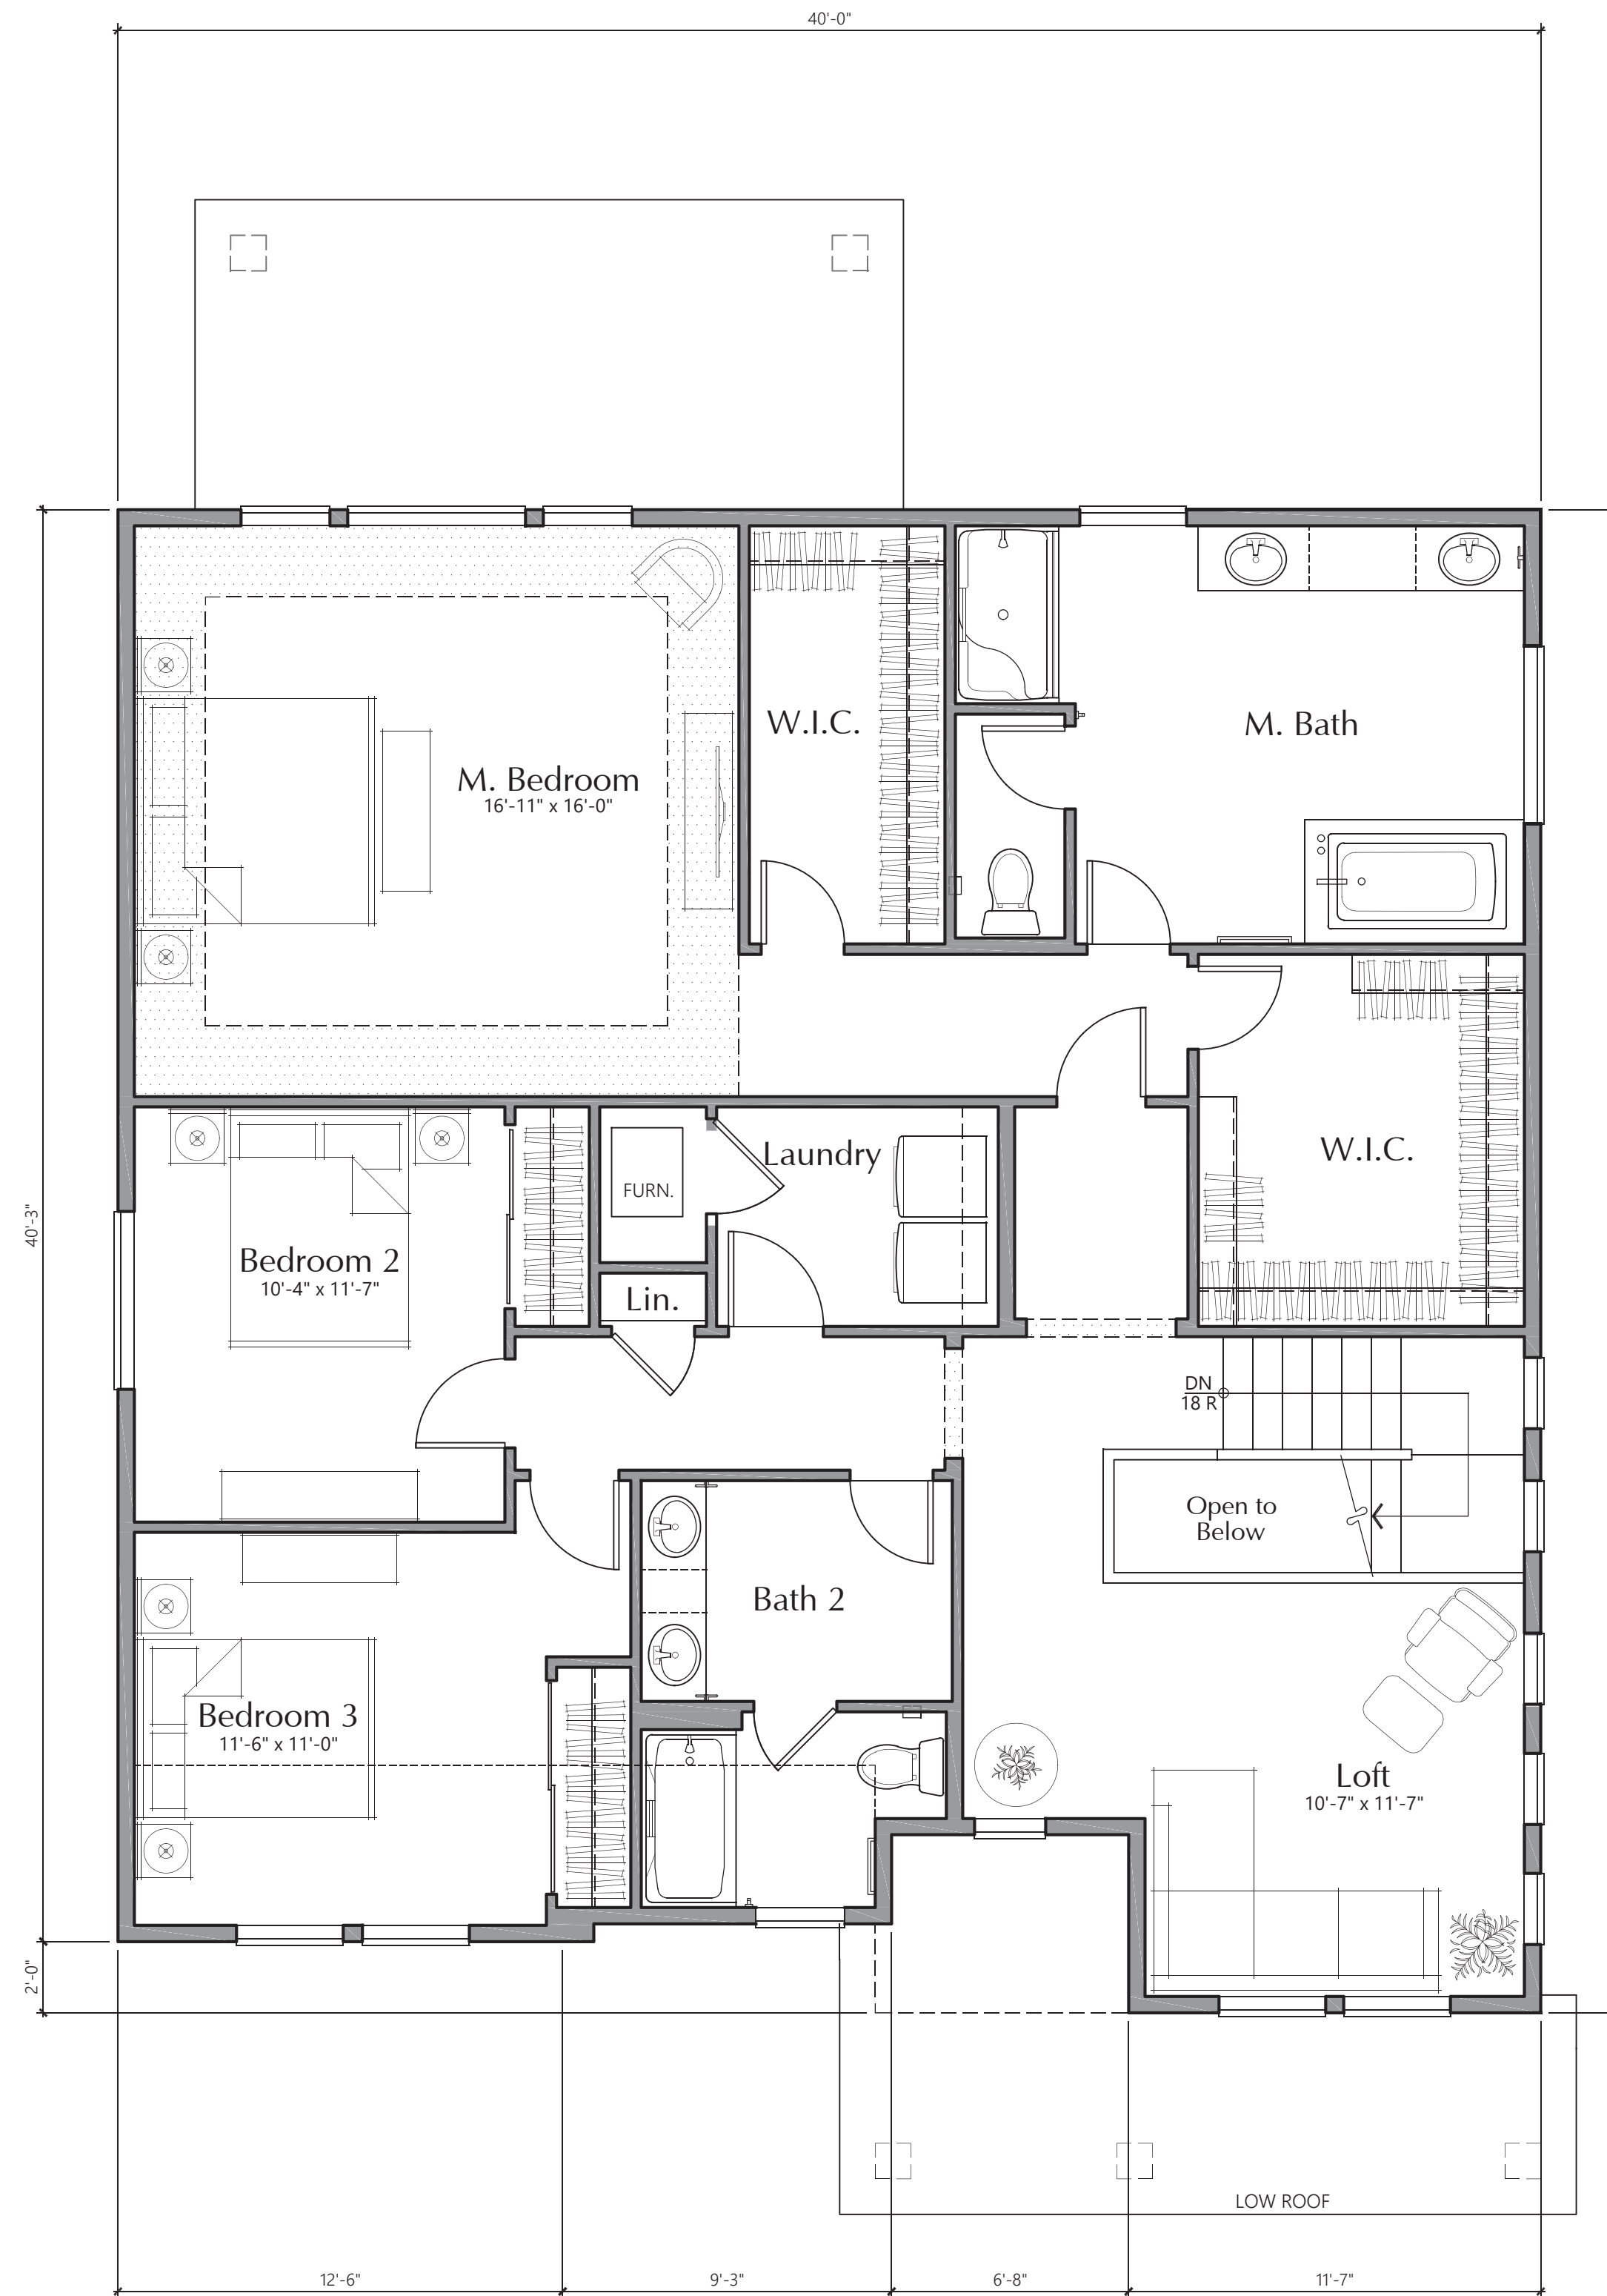 40'-0"
W.I.C.
M. Bath
M. Bedroom
16'-11" x 16'-0"
Laundry
W.I.C.
FURN.
40'-3"
Bedroom 2
10'-4" x 11'-7"
Lin.
DN
18 R
Open to
Below
Bath 2
Bedroom 3
11'-6" x 11'-0"
Loft
10'-7" x 11'-7"
2'-0"
LOW ROOF
12'-6"
9'-3"
6'-8"
11'-7"